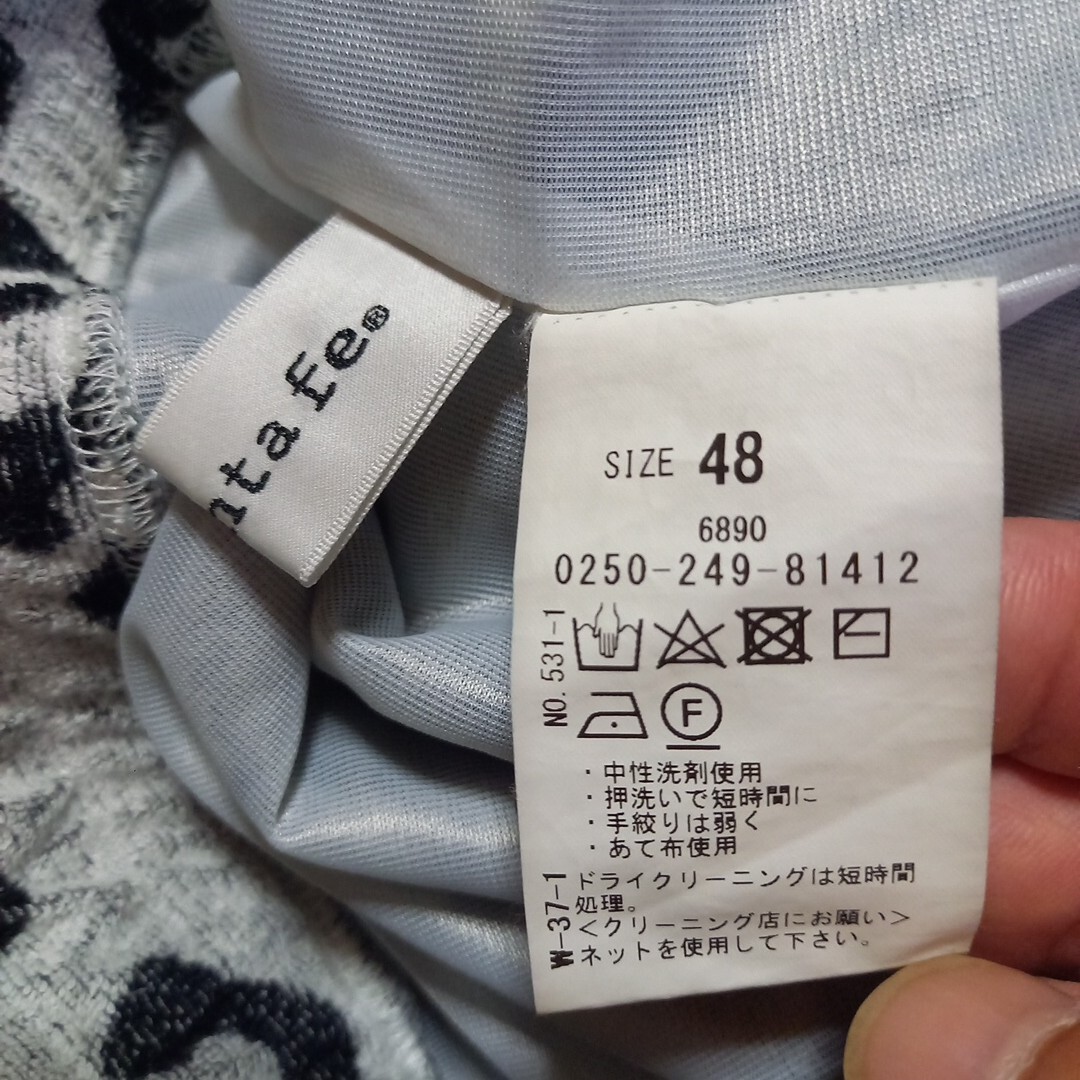 nta fe®
SIZE 48
6890
0250-249-81412
NO.531-1
F
・中性洗剤使用
・押洗いで短時間に
・手絞りは弱く
・あて布使用
W-37-1
ドライクリーニングは短時間
処理。
<クリーニング店にお願い>
ネットを使用して下さい。